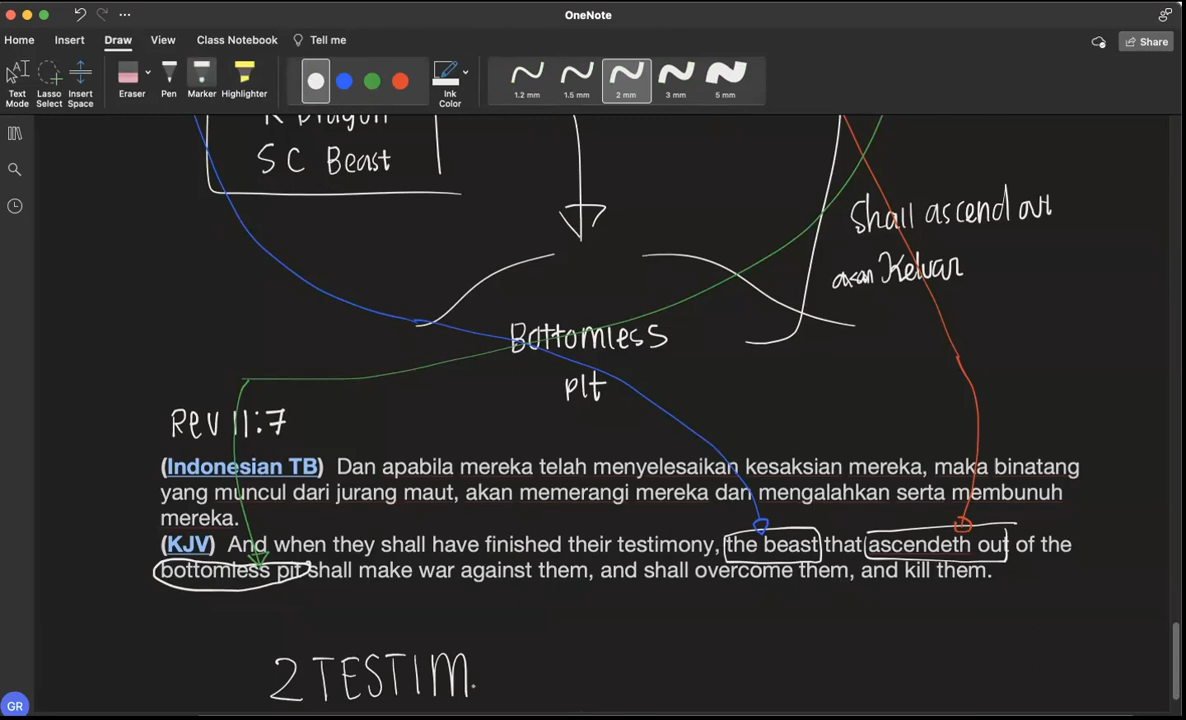 OneNote
Home Insert Draw View Class Notebook Tell me
Share
Text Mode
Lasso Select
Insert Space
Eraser
Pen
Marker
Highlighter
Ink Color
1.2 mm
1.5 mm
2 mm
3 mm
5 mm
Dragon
SC Beast
Shall ascend out
akan Keluar
Bottomless
pit
Rev 11:7
(Indonesian TB) Dan apabila mereka telah menyelesaikan kesaksian mereka, maka binatang
yang muncul dari jurang maut, akan memerangi mereka dan mengalahkan serta membunuh
mereka.
(KJV) And when they shall have finished their testimony, the beast that ascendeth out of the
bottomless pit shall make war against them, and shall overcome them, and kill them.
2 TESTIM
GR